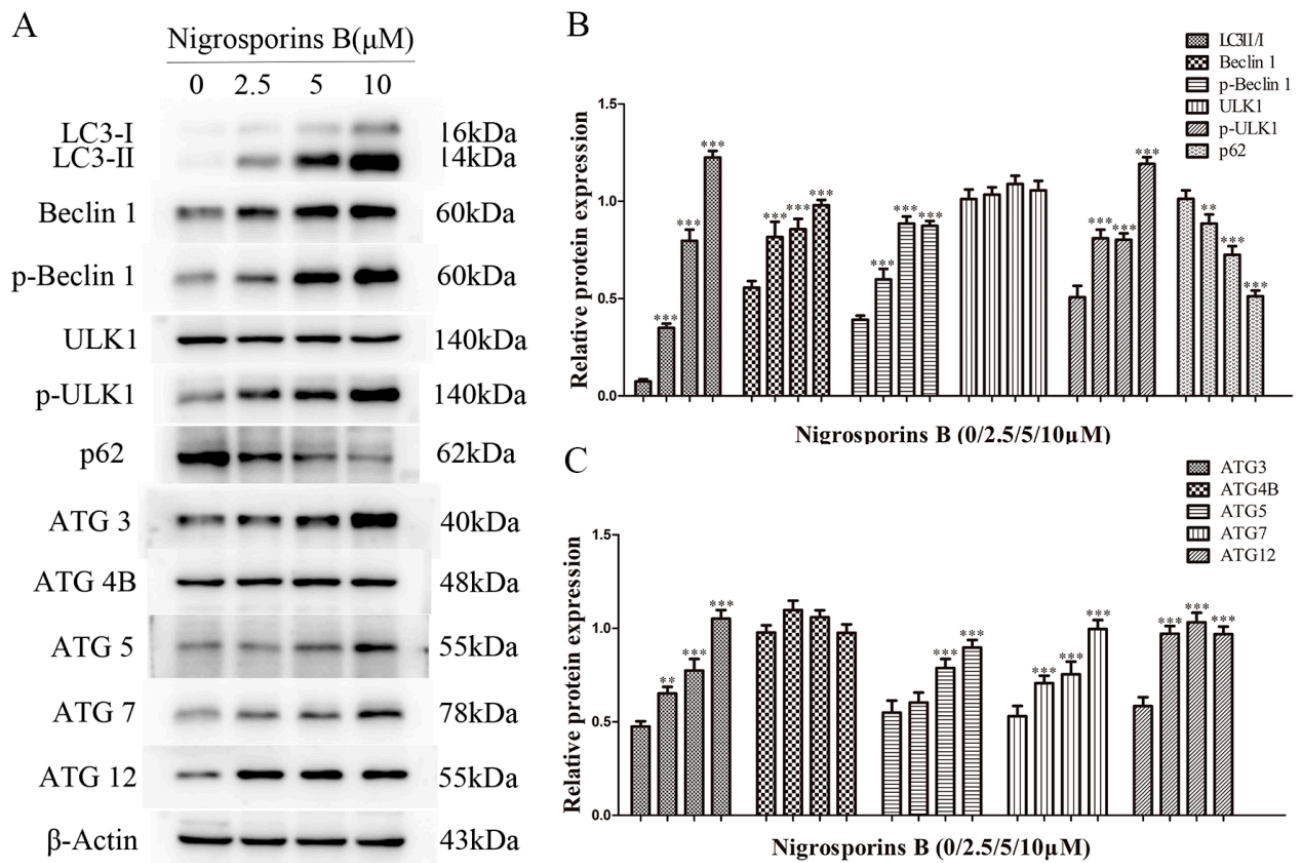 A
Nigrosporins B(μM)
0 2.5 5 10
LC3-I 16kDa
LC3-II 14kDa
Beclin 1 60kDa
p-Beclin 1 60kDa
ULK1 140kDa
p-ULK1 140kDa
p62 62kDa
ATG 3 40kDa
ATG 4B 48kDa
ATG 5 55kDa
ATG 7 78kDa
ATG 12 55kDa
β-Actin 43kDa
B
LC3II/I
Beclin 1
p-Beclin 1
ULK1
p-ULK1
p62
Relative protein expression
1.5
1.0
0.5
0.0
*** *** ***
*** *** ***
*** *** ***
*** *** ***
** *** ***
Nigrosporins B (0/2.5/5/10μM)
C
ATG3
ATG4B
ATG5
ATG7
ATG12
Relative protein expression
1.5
1.0
0.5
0.0
** *** ***
*** ***
*** *** ***
*** *** ***
Nigrosporins B (0/2.5/5/10μM)